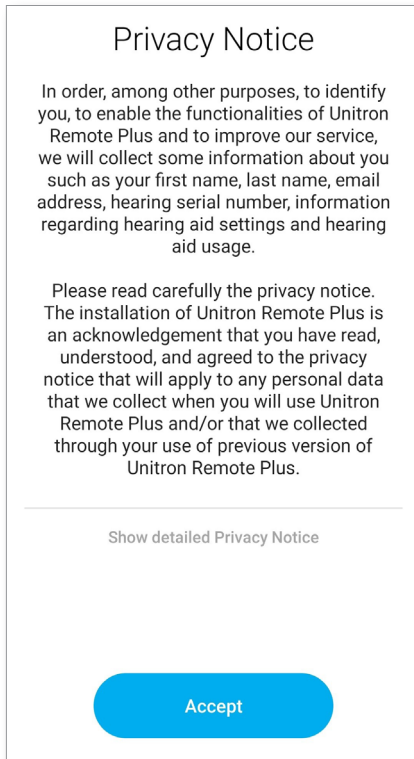 Privacy Notice
In order, among other purposes, to identify
you, to enable the functionalities of Unitron
Remote Plus and to improve our service,
we will collect some information about you
such as your first name, last name, email
address, hearing serial number, information
regarding hearing aid settings and hearing
aid usage.
Please read carefully the privacy notice.
The installation of Unitron Remote Plus is
an acknowledgement that you have read,
understood, and agreed to the privacy
notice that will apply to any personal data
that we collect when you will use Unitron
Remote Plus and/or that we collected
through your use of previous version of
Unitron Remote Plus.
Show detailed Privacy Notice
Accept